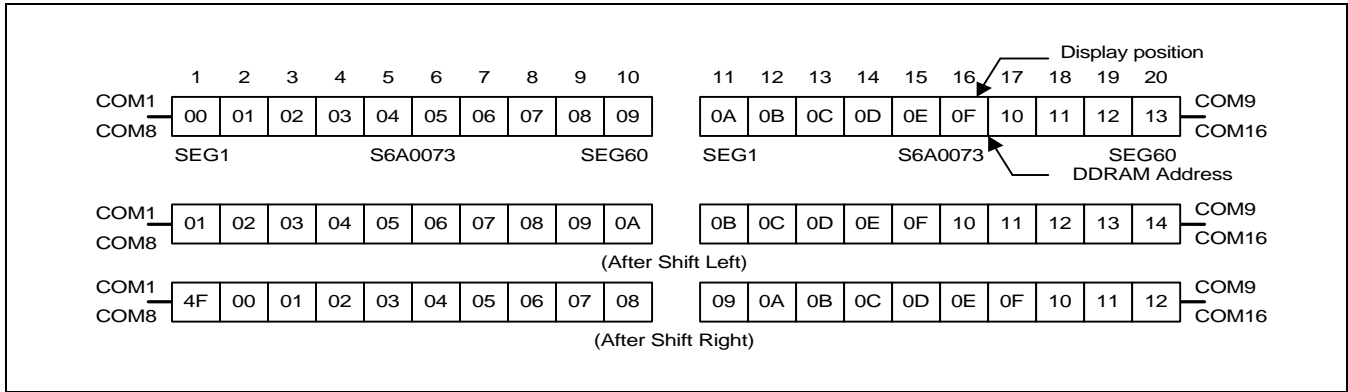 Display position
1 2 3 4 5 6 7 8 9 10 11 12 13 14 15 16 17 18 19 20
COM1 00 01 02 03 04 05 06 07 08 09 0A 0B 0C 0D 0E 0F 10 11 12 13 COM9
COM8 COM16
SEG1 S6A0073 SEG60 SEG1 S6A0073 SEG60
DDRAM Address
COM1 01 02 03 04 05 06 07 08 09 0A 0B 0C 0D 0E 0F 10 11 12 13 14 COM9
COM8 COM16
(After Shift Left)
COM1 4F 00 01 02 03 04 05 06 07 08 09 0A 0B 0C 0D 0E 0F 10 11 12 COM9
COM8 COM16
(After Shift Right)